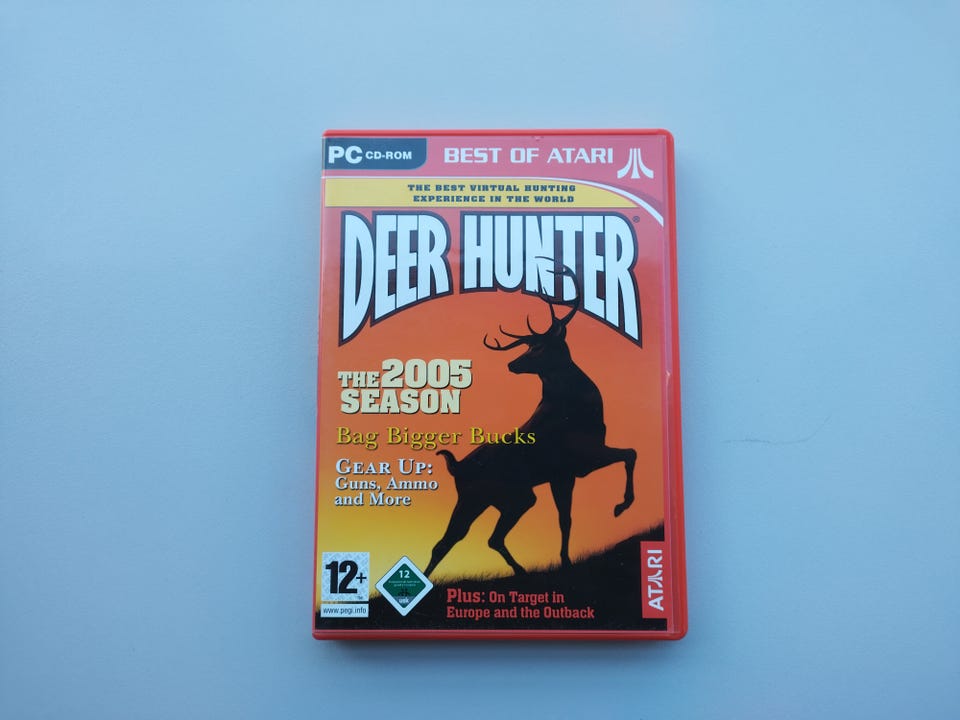 PC CD-ROM
BEST OF ATARI
THE BEST VIRTUAL HUNTING
EXPERIENCE IN THE WORLD
DEER HUNTER®
THE 2005
SEASON
Bag Bigger Bucks
GEAR UP:
Guns, Ammo
and More
12+
www.pegi.info
12
ATARI
Plus: On Target in
Europe and the Outback